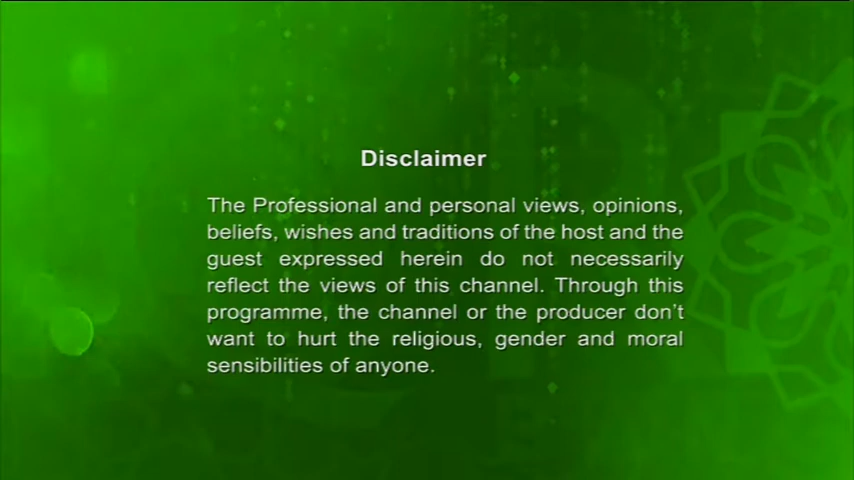 Disclaimer
The Professional and personal views, opinions,
beliefs, wishes and traditions of the host and the
guest expressed herein do not necessarily
reflect the views of this channel. Through this
programme, the channel or the producer don't
want to hurt the religious, gender and moral
sensibilities of anyone.